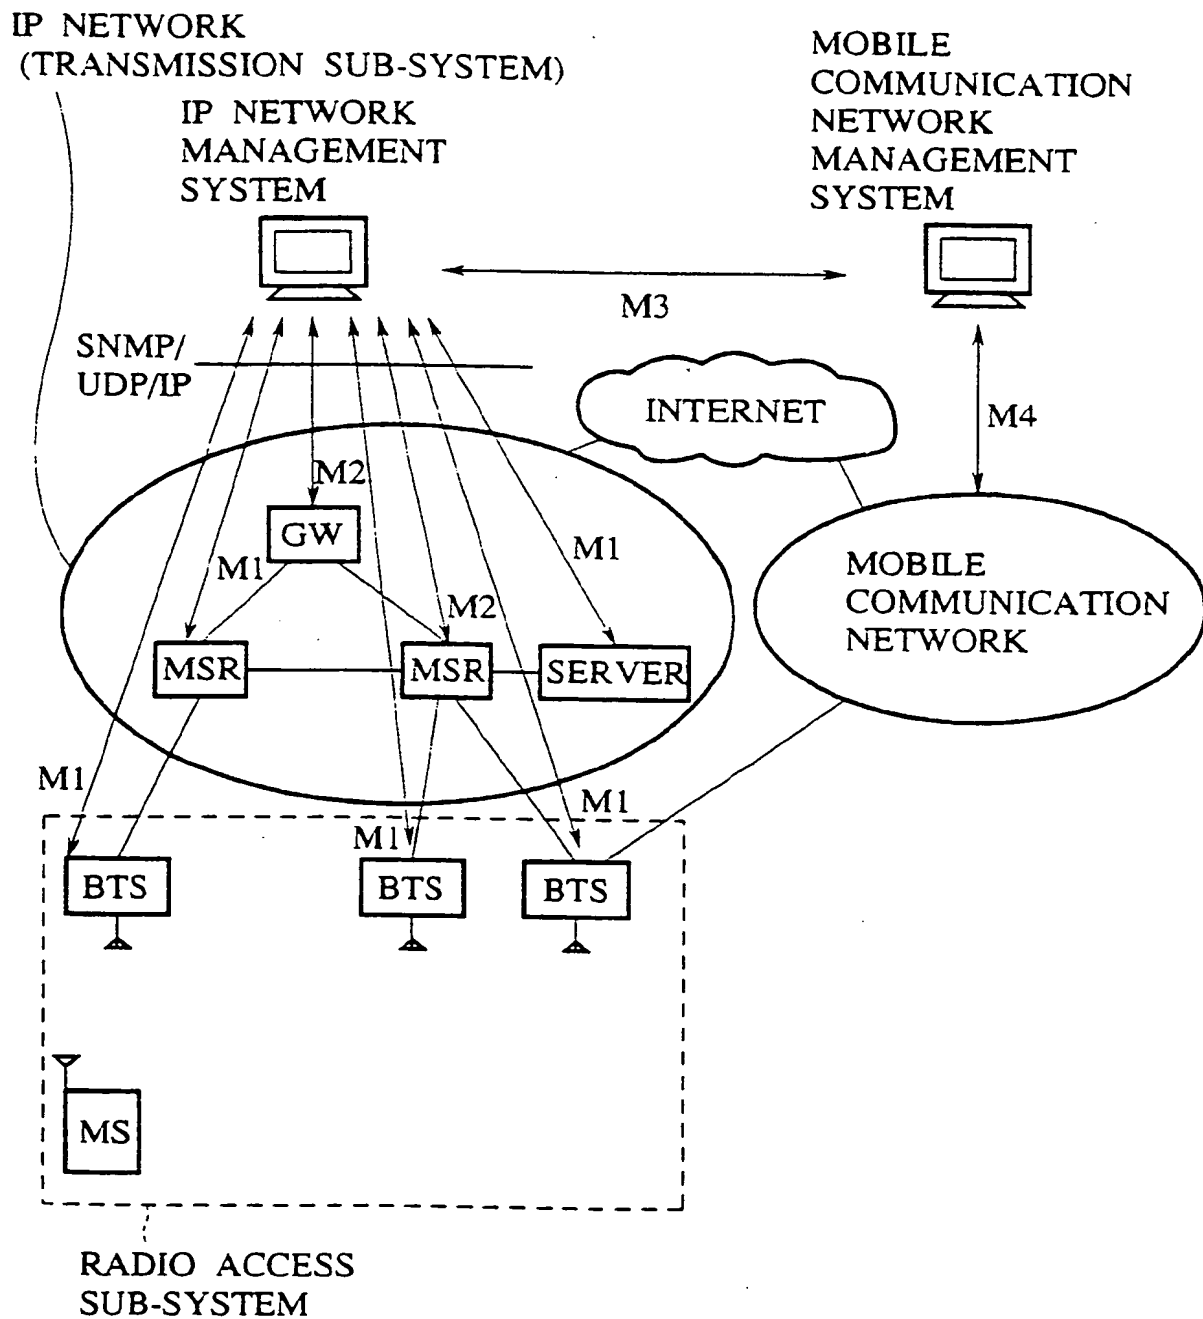 IP NETWORK
(TRANSMISSION SUB-SYSTEM)
IP NETWORK
MANAGEMENT
SYSTEM
MOBILE
COMMUNICATION
NETWORK
MANAGEMENT
SYSTEM
M3
SNMP/
UDP/IP
INTERNET
M4
M2
GW
M1
M1
M2
MOBILE
COMMUNICATION
NETWORK
MSR
MSR
SERVER
M1
M1
M1
BTS
BTS
BTS
MS
RADIO ACCESS
SUB-SYSTEM